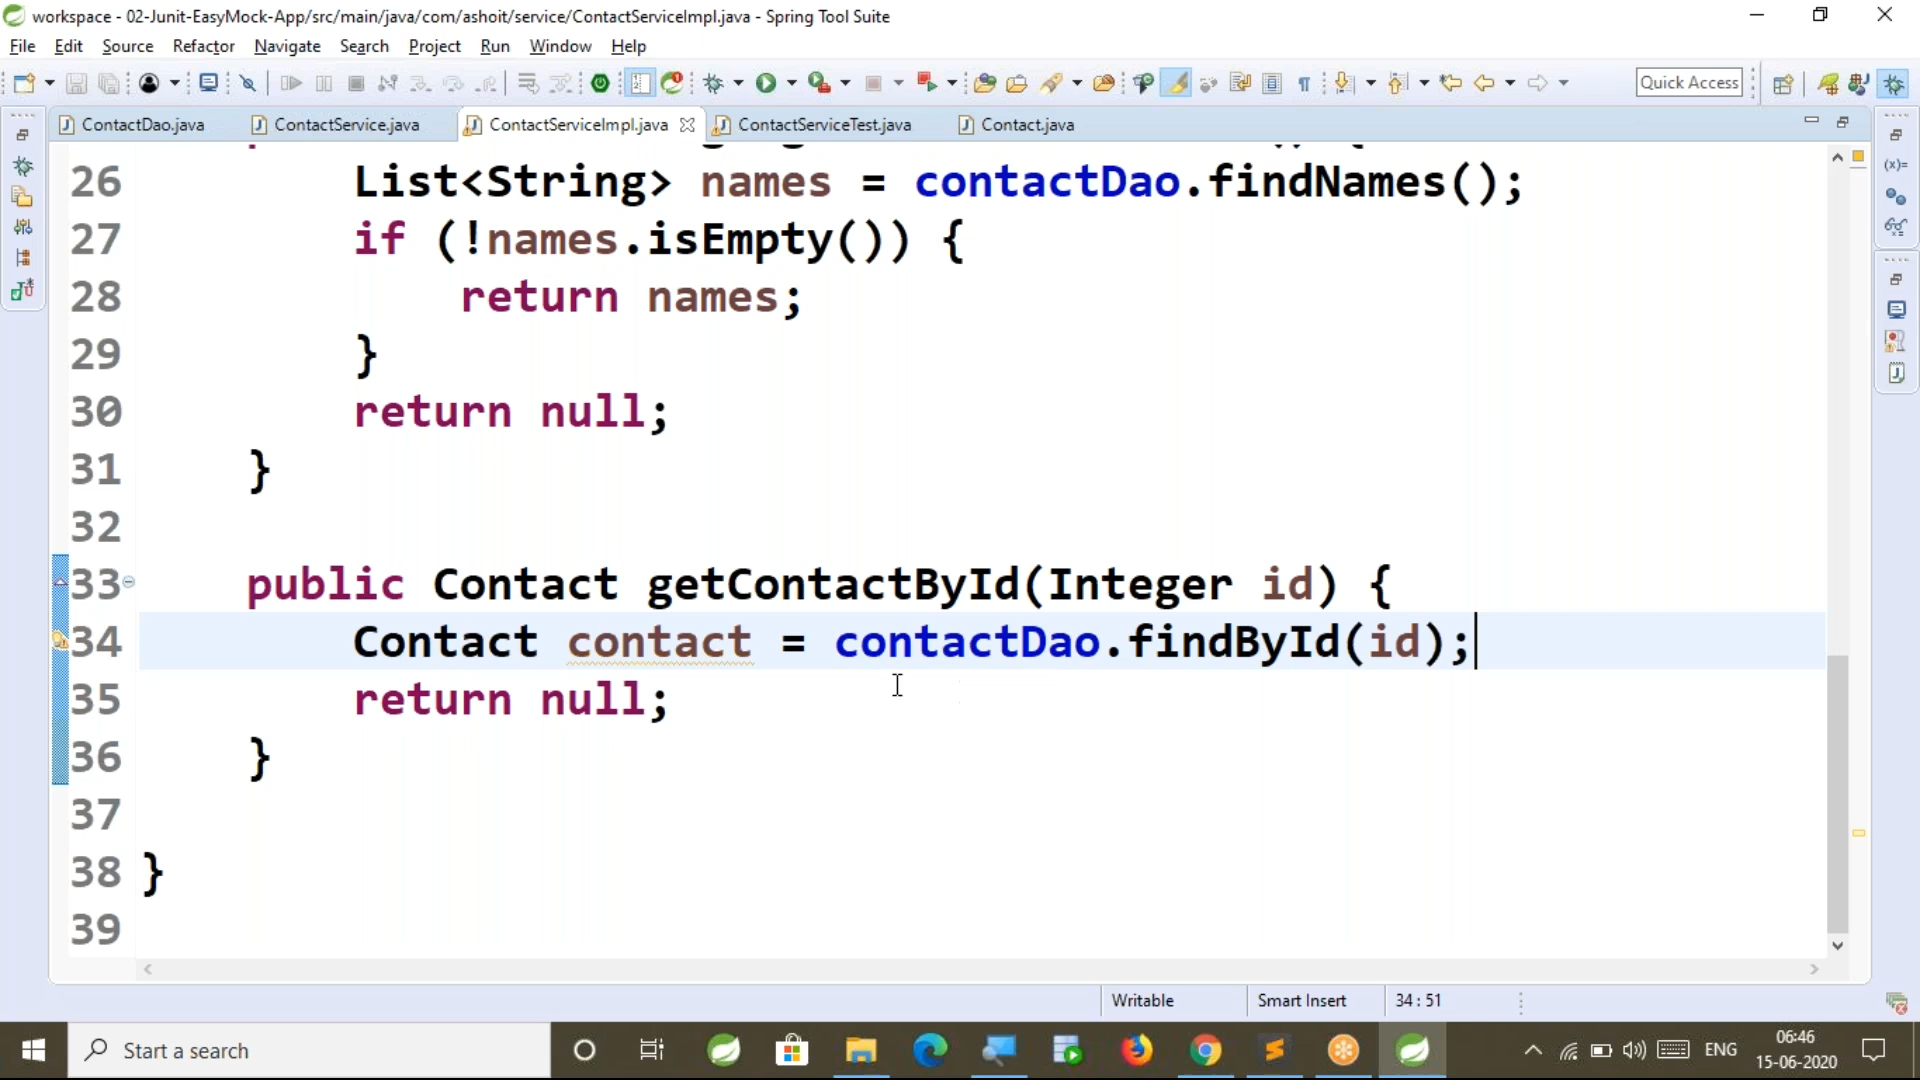 workspace - 02-Junit-EasyMock-App/src/main/java/com/ashoit/service/ContactServiceImpl.java - Spring Tool Suite
File Edit Source Refactor Navigate Search Project Run Window Help
Quick Access
ContactDao.java ContactService.java ContactServiceImpl.java ContactServiceTest.java Contact.java
26 List<String> names = contactDao.findNames();
27 if (!names.isEmpty()) {
28 return names;
29 }
30 return null;
31 }
32
33 public Contact getContactById(Integer id) {
34 Contact contact = contactDao.findById(id);
35 return null;
36 }
37
38 }
39
Writable Smart Insert 34 : 51
Start a search
ENG
06:46
15-06-2020